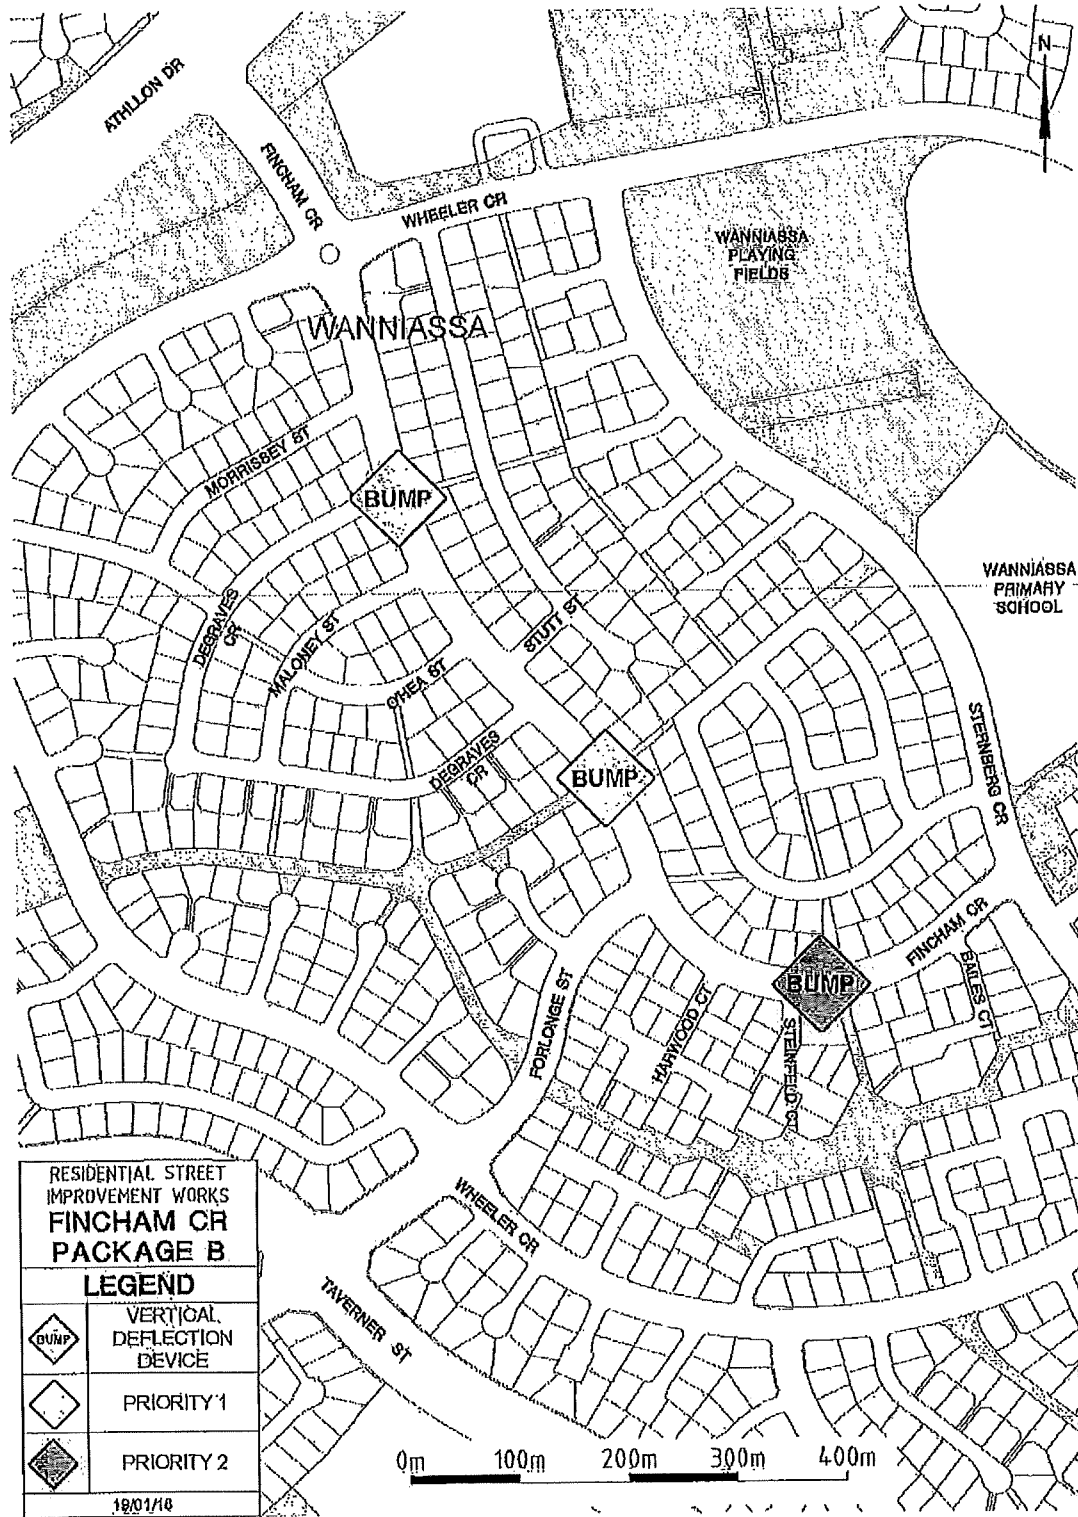 ATHLLON DR
N
FINCHAM CR
WHEELER CR
WANNIASSA
PLAYING
FIELDS
WANNIASSA
MORRISSEY ST
BUMP
WANNIASSA
PRIMARY
SCHOOL
DEGRAVES
CR
MALONEY ST
STUTT ST
O'HEA ST
DEGRAVES
CR
BUMP
STERNBERG CR
FINCHAM CR
BAILES CT
BUMP
FORLONGE ST
HARWOOD CT
STEINFELD CT
RESIDENTIAL STREET
IMPROVEMENT WORKS
FINCHAM CR
PACKAGE B
LEGEND
BUMP
VERTICAL
DEFLECTION
DEVICE
PRIORITY 1
PRIORITY 2
19/01/16
WHEELER CR
TAVERNER ST
0m 100m 200m 300m 400m